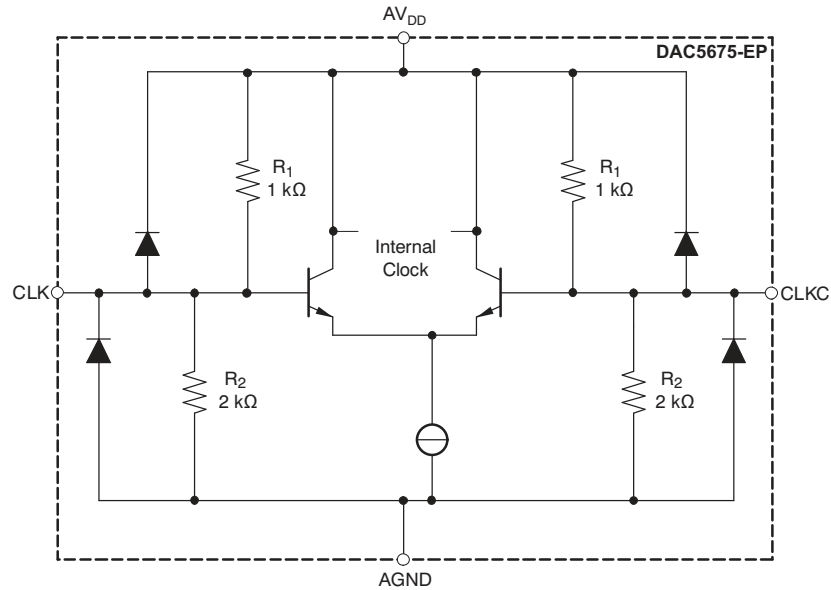 AVDD
DAC5675-EP
R1
1 kΩ
R1
1 kΩ
Internal
Clock
CLK
CLKC
R2
2 kΩ
R2
2 kΩ
AGND